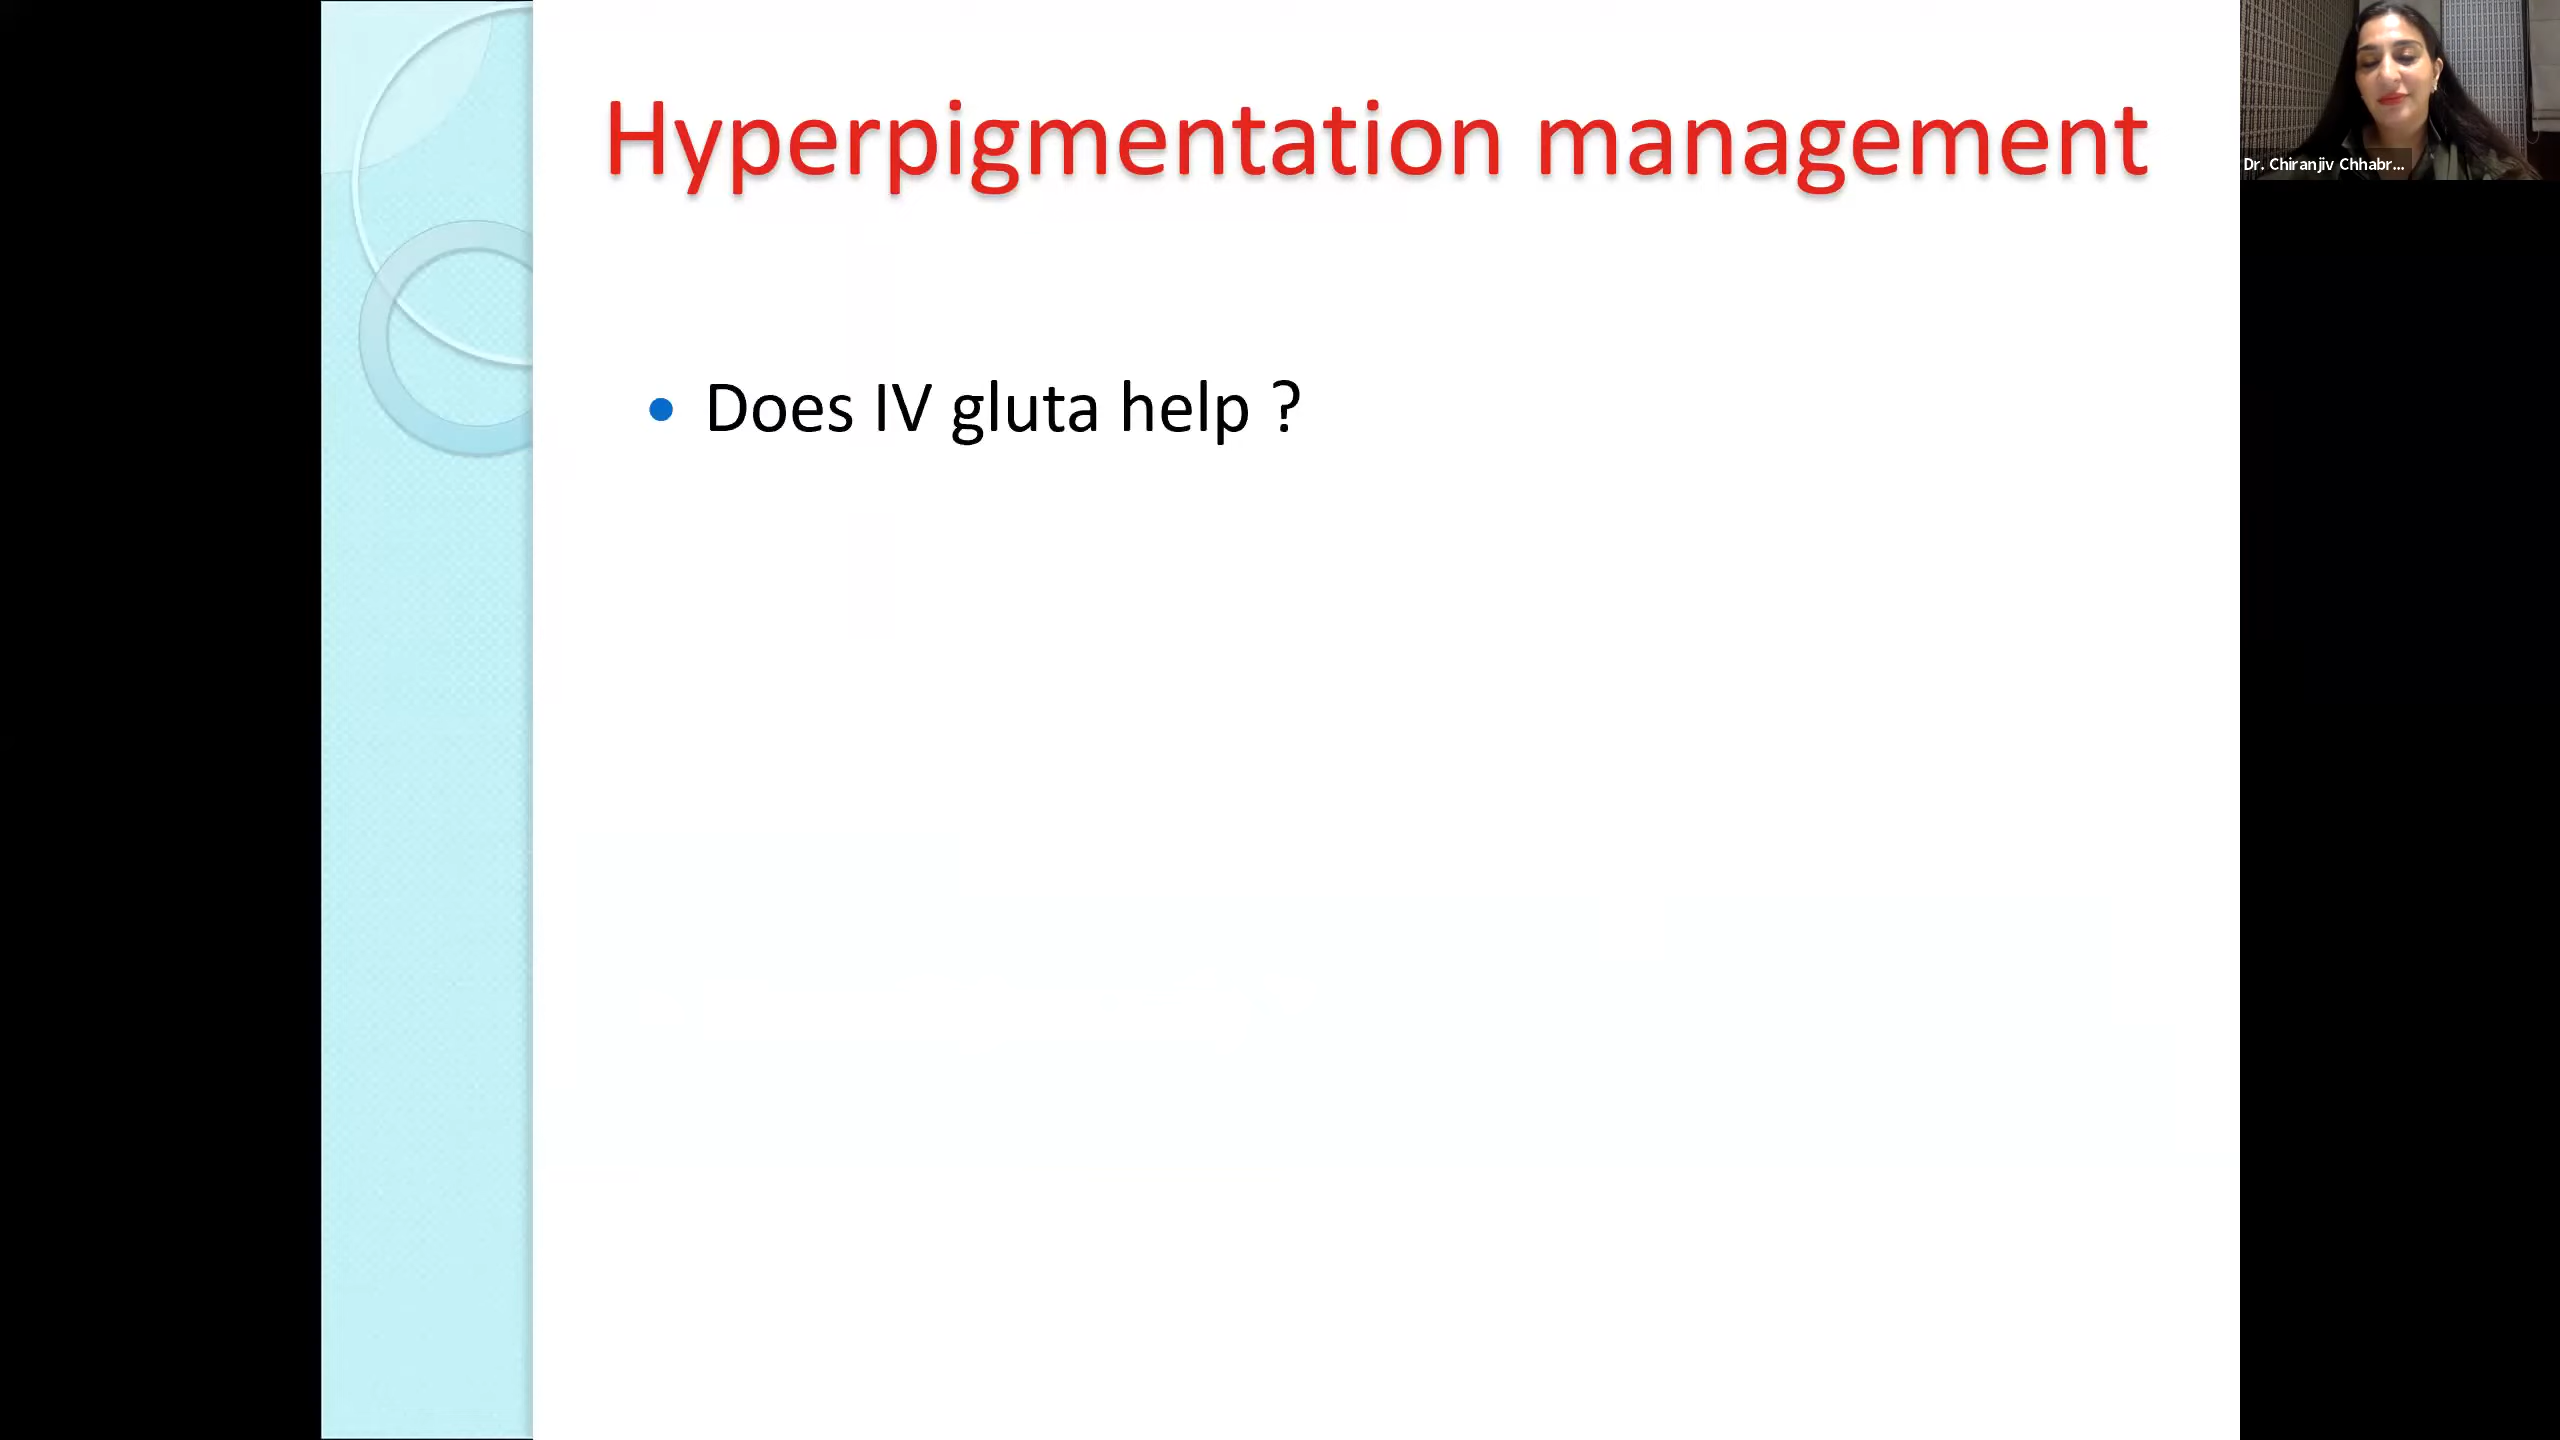 Hyperpigmentation management
Dr. Chiranjiv Chhabr...
• Does IV gluta help ?